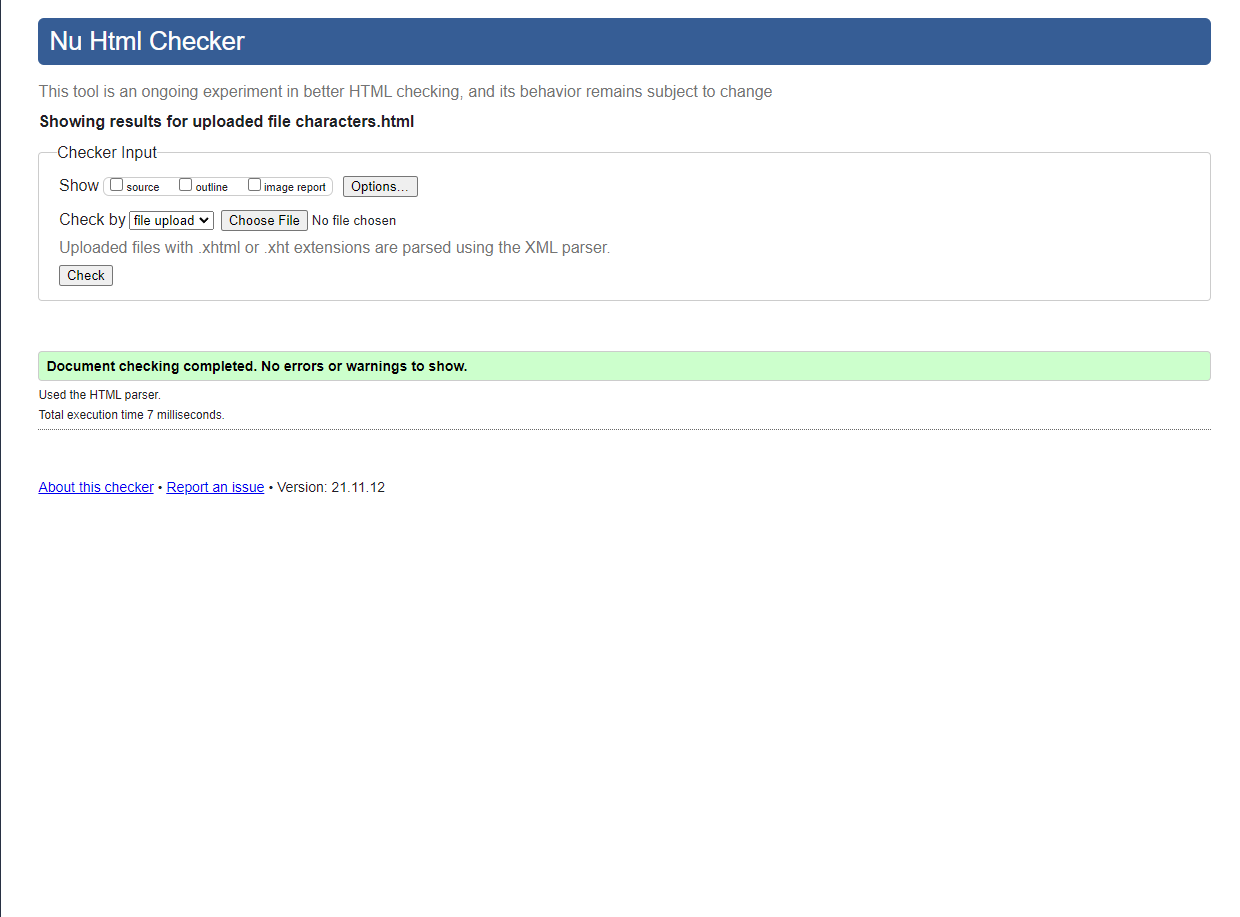 Nu Html Checker
This tool is an ongoing experiment in better HTML checking, and its behavior remains subject to change
Showing results for uploaded file characters.html
Checker Input
Show source outline image report Options...
Check by file upload Choose File No file chosen
Uploaded files with .xhtml or .xht extensions are parsed using the XML parser.
Check
Document checking completed. No errors or warnings to show.
Used the HTML parser.
Total execution time 7 milliseconds.
About this checker • Report an issue • Version: 21.11.12